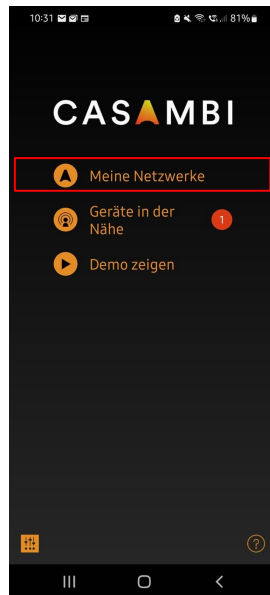 10:31 81%
CASAMBI
Meine Netzwerke
Geräte in der
Nähe
1
Demo zeigen
?